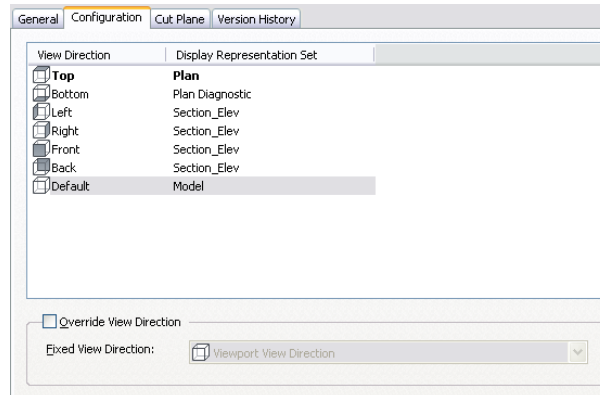 General Configuration Cut Plane Version History
View Direction Display Representation Set
Top Plan
Bottom Plan Diagnostic
Left Section_Elev
Right Section_Elev
Front Section_Elev
Back Section_Elev
Default Model
Override View Direction
Fixed View Direction: Viewport View Direction